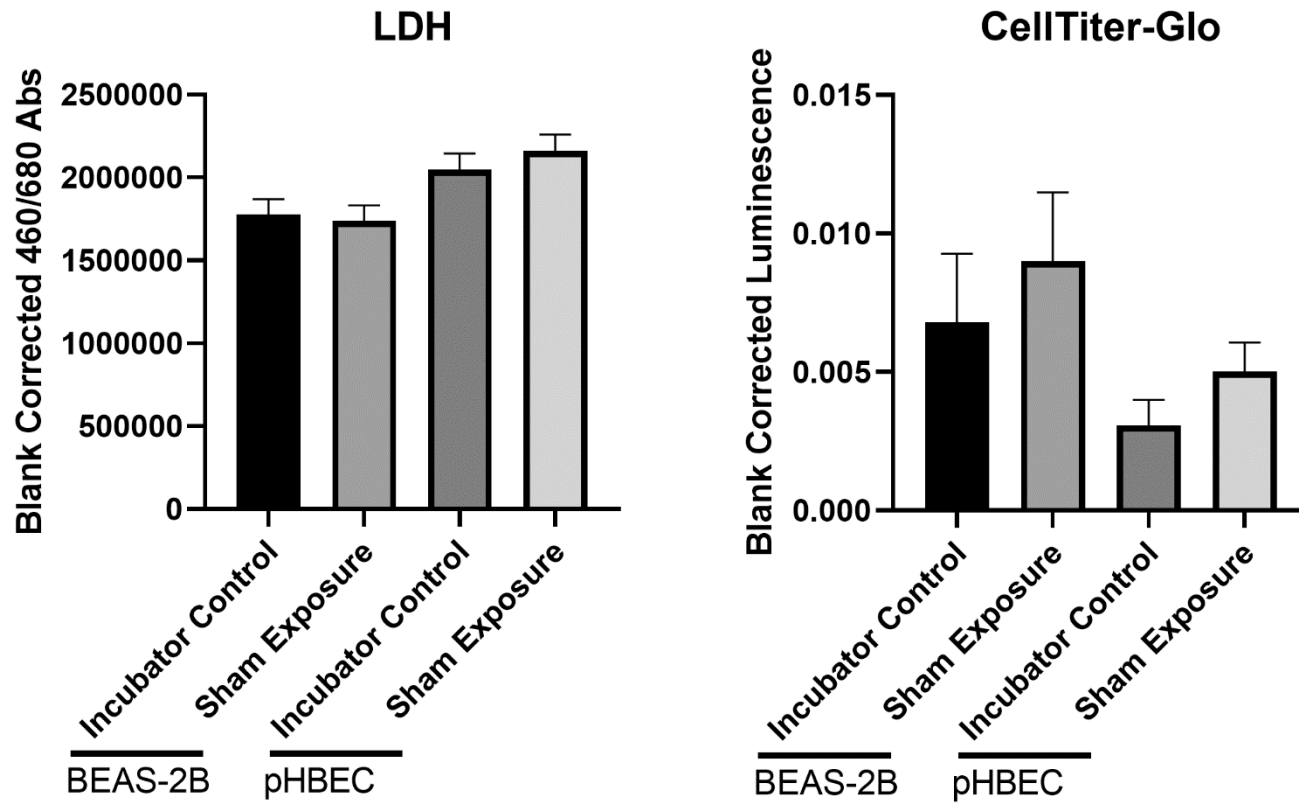 LDH
Blank Corrected 460/680 Abs
2500000
2000000
1500000
1000000
500000
0
Incubator Control
Sham Exposure
Incubator Control
Sham Exposure
BEAS-2B
pHBEC
CellTiter-Glo
Blank Corrected Luminescence
0.015
0.010
0.005
0.000
Incubator Control
Sham Exposure
Incubator Control
Sham Exposure
BEAS-2B
pHBEC